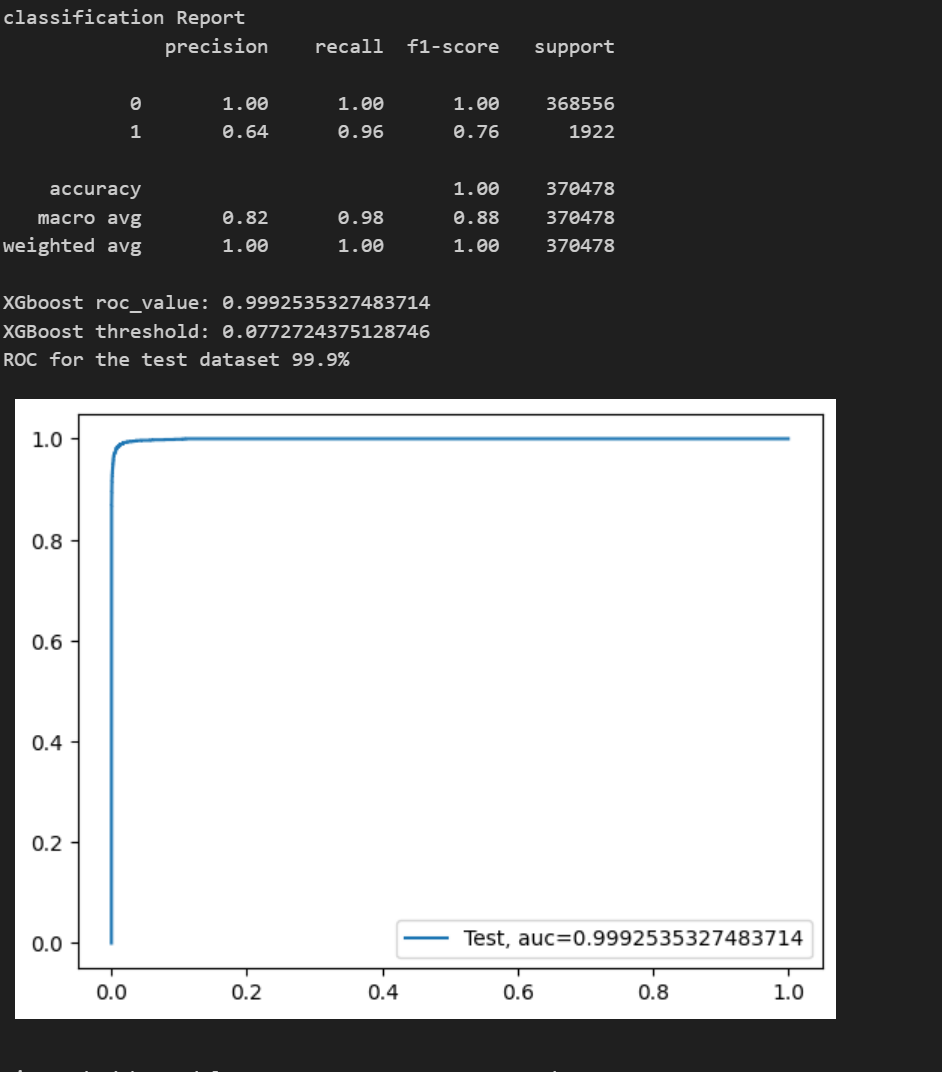 classification Report
precision recall f1-score support
0 1.00 1.00 1.00 368556
1 0.64 0.96 0.76 1922
accuracy 1.00 370478
macro avg 0.82 0.98 0.88 370478
weighted avg 1.00 1.00 1.00 370478
XGboost roc_value: 0.9992535327483714
XGBoost threshold: 0.0772724375128746
ROC for the test dataset 99.9%
1.0
0.8
0.6
0.4
0.2
0.0
Test, auc=0.9992535327483714
0.0 0.2 0.4 0.6 0.8 1.0